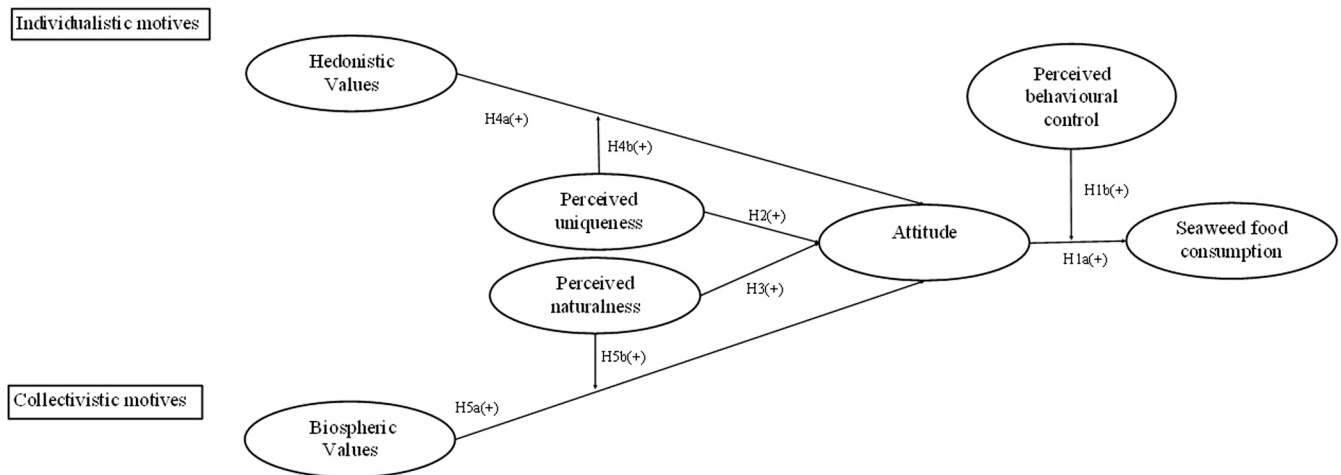 Individualistic motives
Hedonistic
Values
Perceived
behavioural
control
H4a(+)
H4b(+)
H1b(+)
Perceived
uniqueness
H2(+)
Attitude
Seaweed food
consumption
H1a(+)
Perceived
naturalness
H3(+)
H5b(+)
Collectivistic motives
H5a(+)
Biospheric
Values